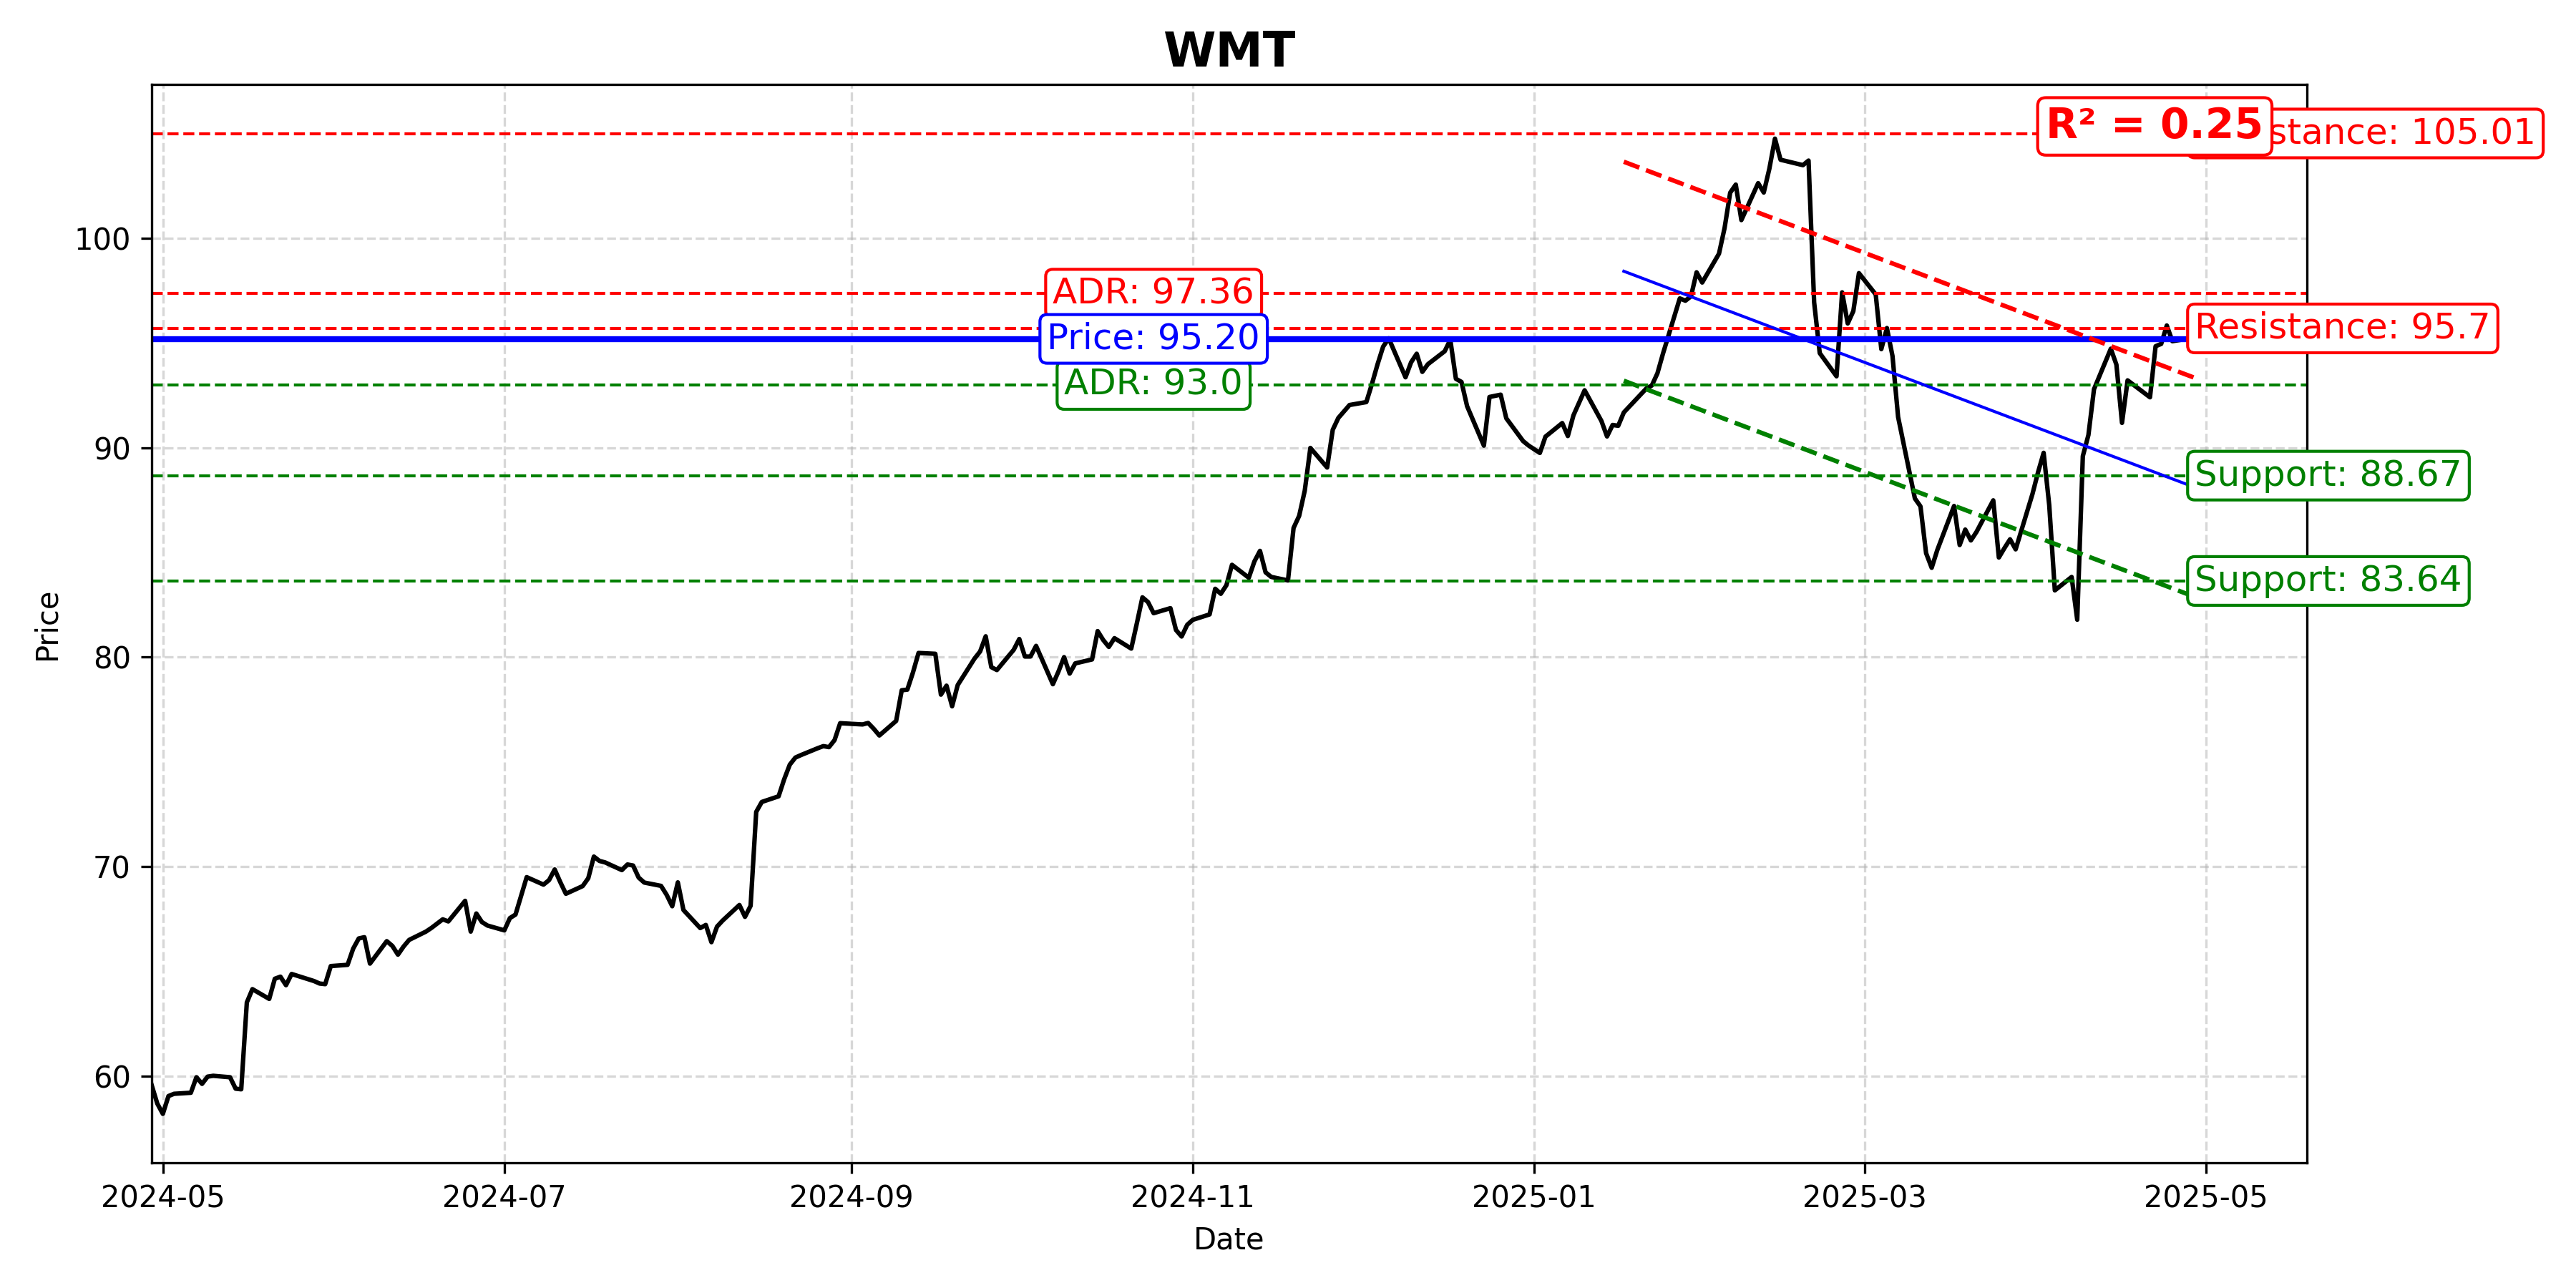 WMT
R² = 0.25
stance: 105.01
100
ADR: 97.36
Price: 95.20
Resistance: 95.7
ADR: 93.0
90
Support: 88.67
Support: 83.64
Price
80
70
60
2024-05
2024-07
2024-09
2024-11
2025-01
2025-03
2025-05
Date